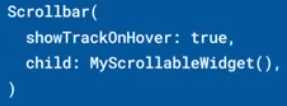 Scrollbar(
  showTrackOnHover: true,
  child: MyScrollableWidget(),
)